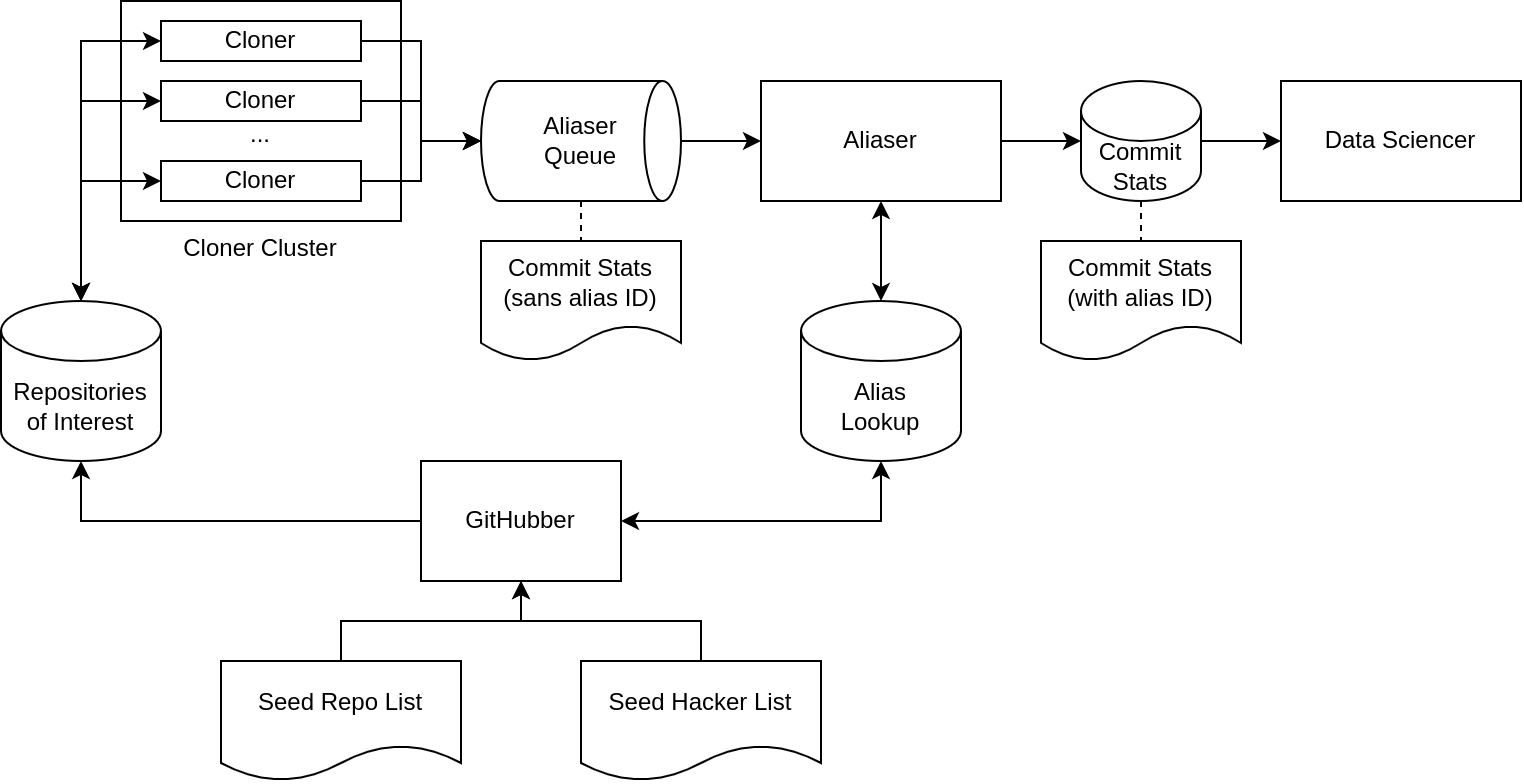 Cloner
Cloner
...
Cloner
Cloner Cluster
Aliaser
Queue
Aliaser
Commit
Stats
Data Sciencer
Commit Stats
(sans alias ID)
Commit Stats
(with alias ID)
Repositories
of Interest
Alias
Lookup
GitHubber
Seed Repo List
Seed Hacker List